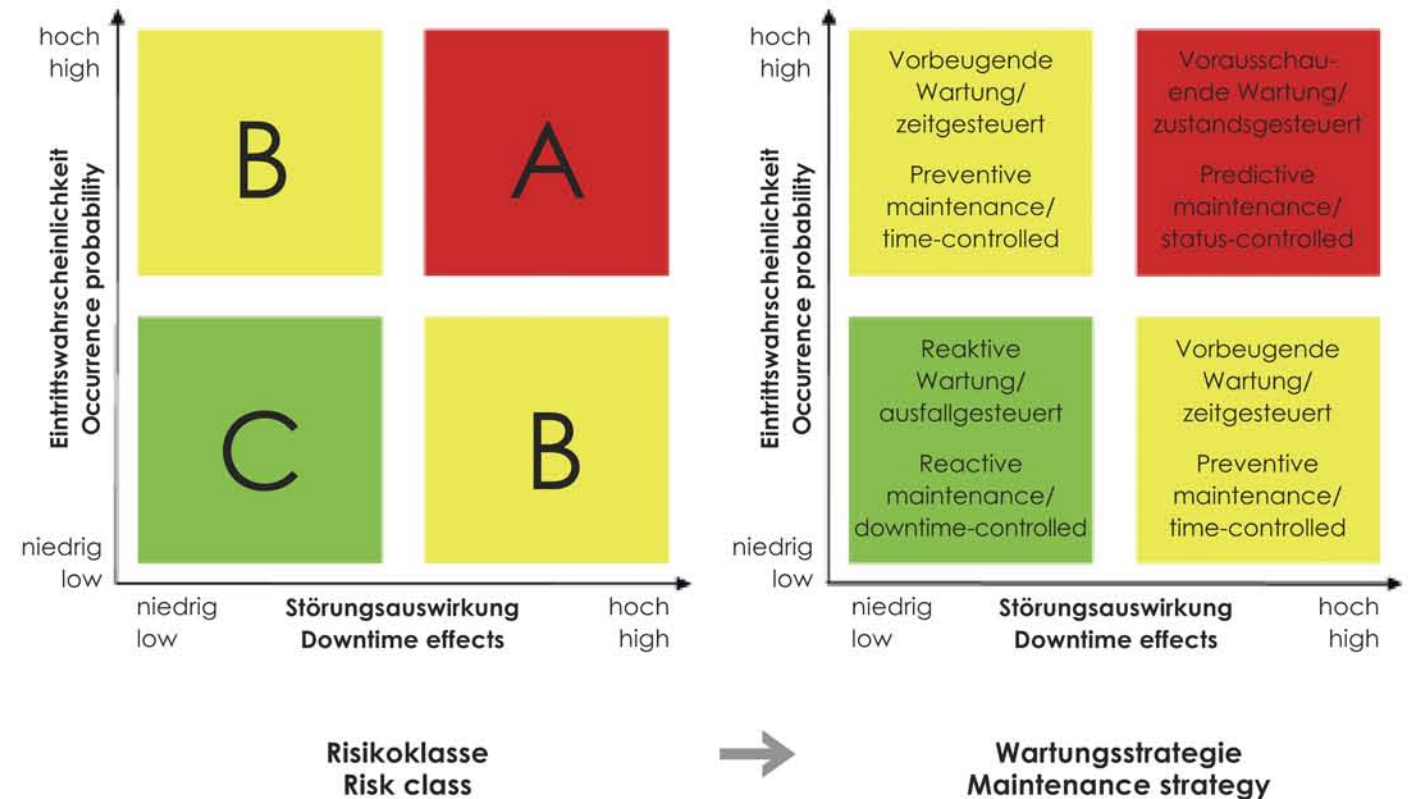 hoch
high
B
A
Eintrittswahrscheinlichkeit
Occurrence probability
C
B
niedrig
low
niedrig
low
Störungsauswirkung
Downtime effects
hoch
high
Risikoklasse
Risk class
hoch
high
Vorbeugende
Wartung/
zeitgesteuert
Preventive
maintenance/
time-controlled
Vorausschau-
ende Wartung/
zustandsgesteuert
Predictive
maintenance/
status-controlled
Eintrittswahrscheinlichkeit
Occurrence probability
Reaktive
Wartung/
ausfallgesteuert
Reactive
maintenance/
downtime-controlled
Vorbeugende
Wartung/
zeitgesteuert
Preventive
maintenance/
time-controlled
niedrig
low
niedrig
low
Störungsauswirkung
Downtime effects
hoch
high
Wartungsstrategie
Maintenance strategy